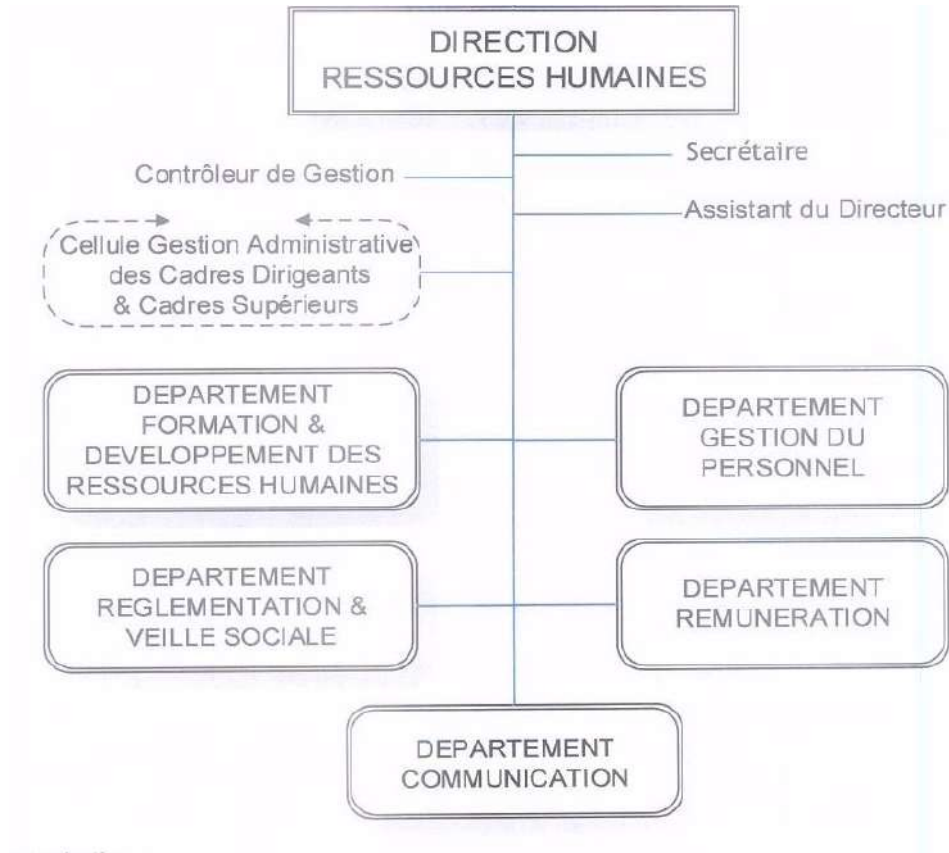 DIRECTION
RESSOURCES HUMAINES
Secrétaire
Contrôleur de Gestion
Assistant du Directeur
Cellule Gestion Administrative
des Cadres Dirigeants
& Cadres Supérieurs
DEPARTEMENT
FORMATION &
DEVELOPPEMENT DES
RESSOURCES HUMAINES
DEPARTEMENT
GESTION DU
PERSONNEL
DEPARTEMENT
REGLEMENTATION &
VEILLE SOCIALE
DEPARTEMENT
REMUNERATION
DEPARTEMENT
COMMUNICATION